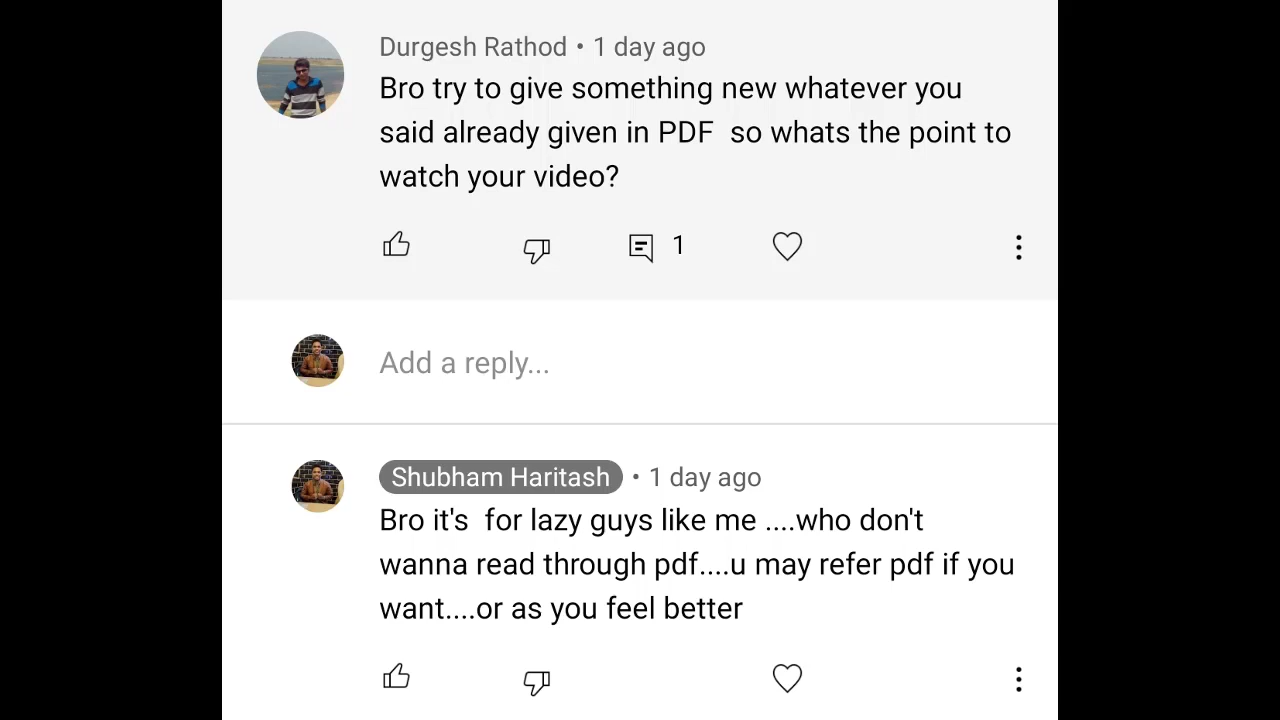 Durgesh Rathod • 1 day ago
Bro try to give something new whatever you
said already given in PDF  so whats the point to
watch your video?
1
Add a reply...
Shubham Haritash • 1 day ago
Bro it's  for lazy guys like me ....who don't
wanna read through pdf....u may refer pdf if you
want....or as you feel better